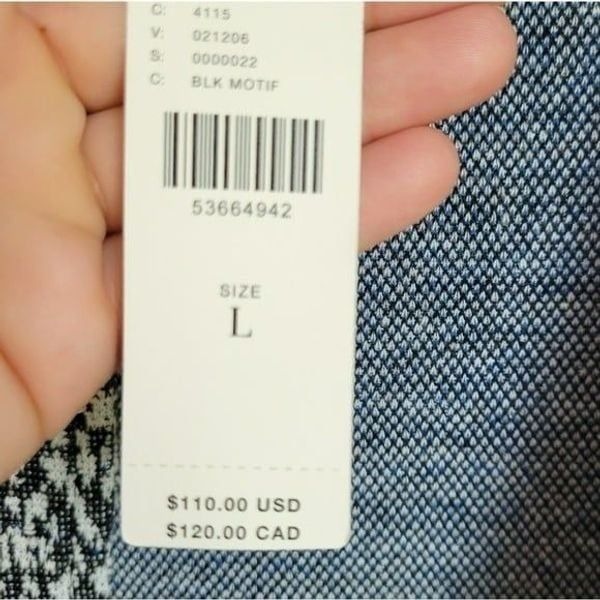 C: 4115
V: 021206
S: 0000022
C: BLK MOTIF
53664942
SIZE
L
$110.00 USD
$120.00 CAD